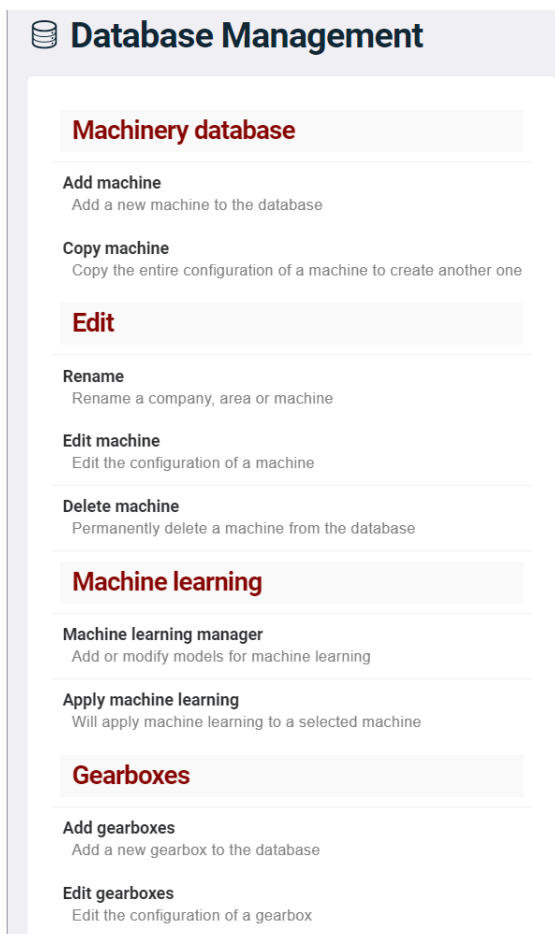 Database Management
Machinery database
Add machine
Add a new machine to the database
Copy machine
Copy the entire configuration of a machine to create another one
Edit
Rename
Rename a company, area or machine
Edit machine
Edit the configuration of a machine
Delete machine
Permanently delete a machine from the database
Machine learning
Machine learning manager
Add or modify models for machine learning
Apply machine learning
Will apply machine learning to a selected machine
Gearboxes
Add gearboxes
Add a new gearbox to the database
Edit gearboxes
Edit the configuration of a gearbox